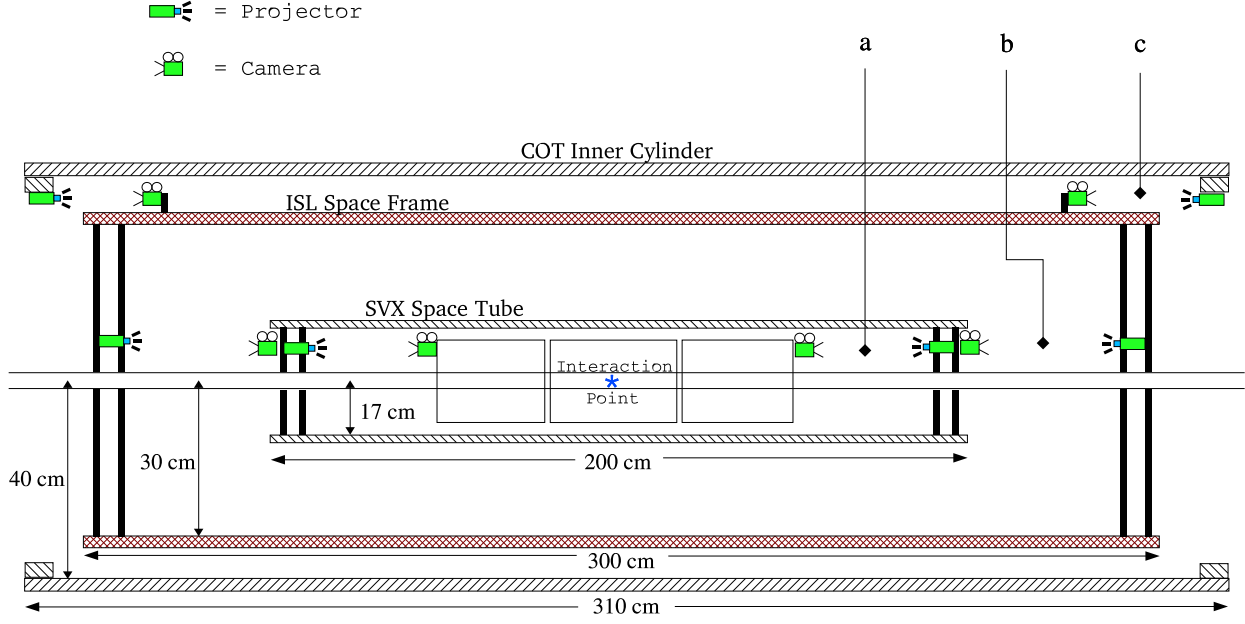 = Projector
a
b
c
= Camera
COT Inner Cylinder
ISL Space Frame
SVX Space Tube
Interaction
*
Point
17 cm
30 cm
200 cm
40 cm
300 cm
310 cm